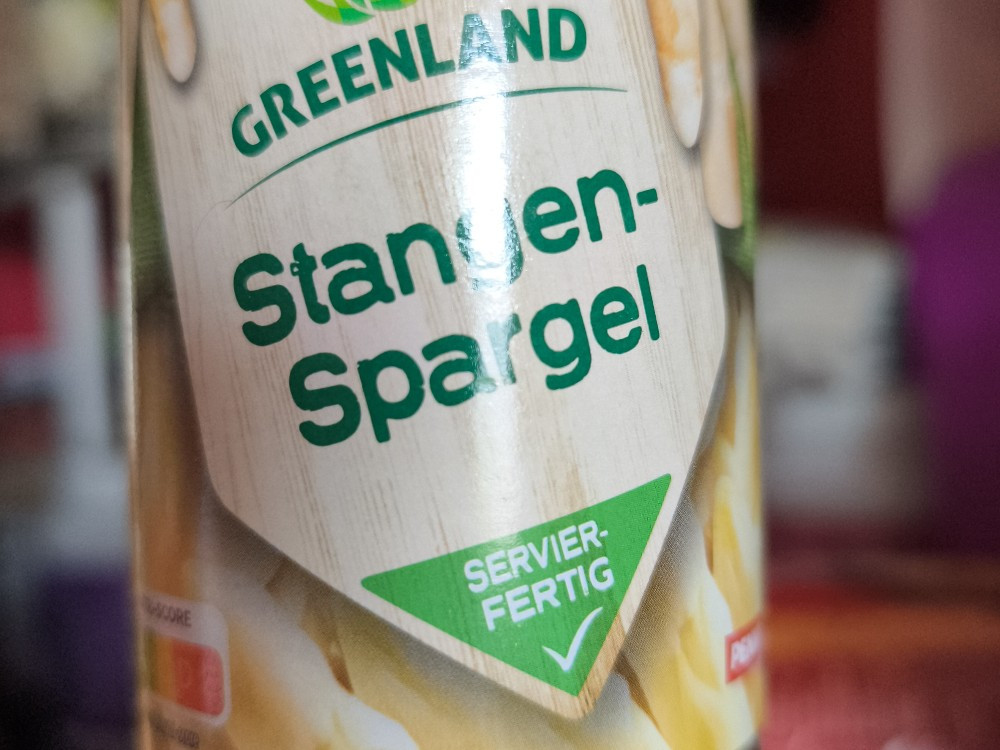 GREENLAND
Stangen-
Spargel
SERVIER-
FERTIG